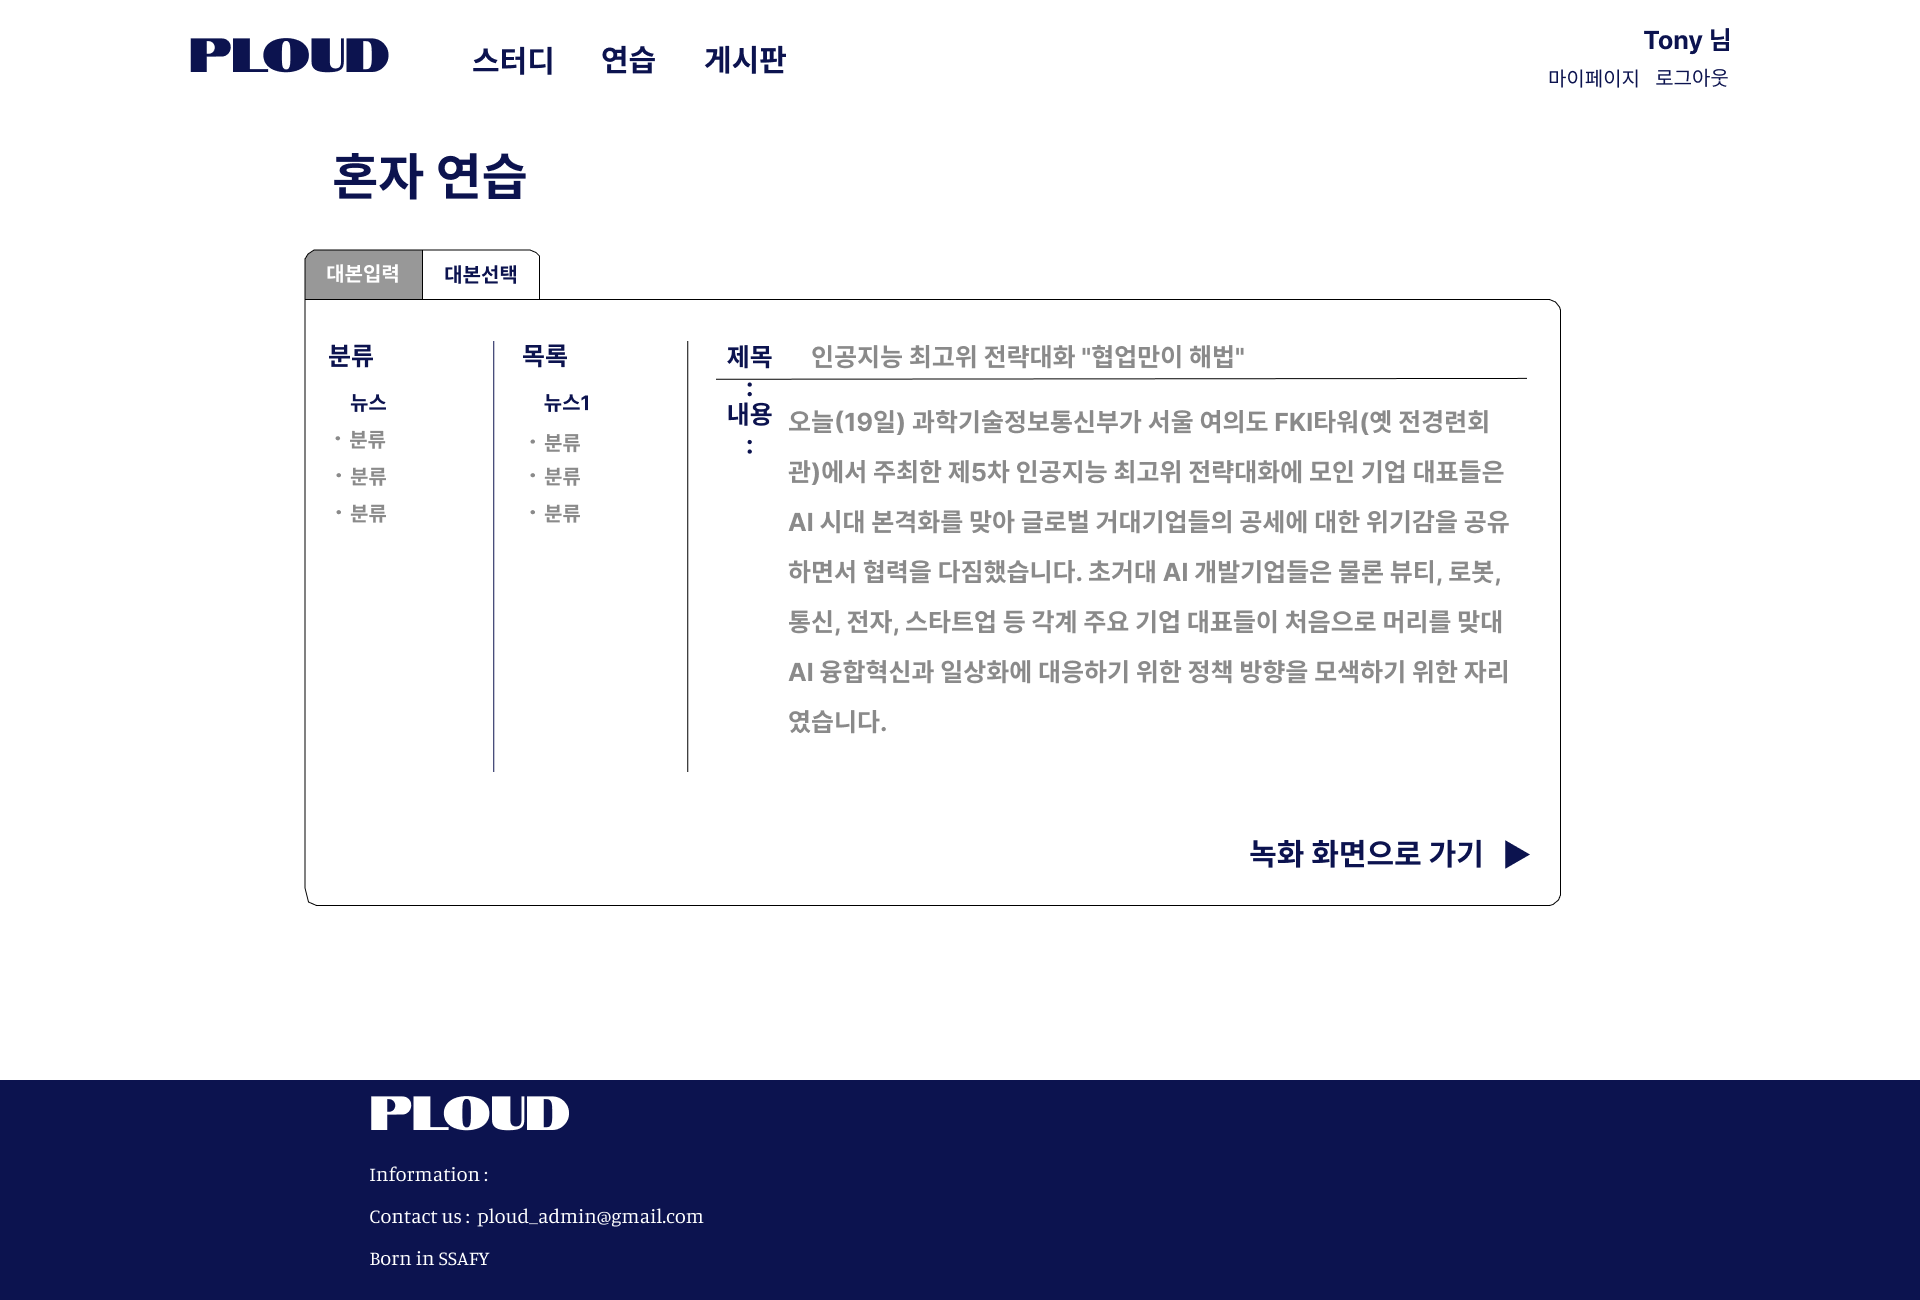 PLOUD
스터디 연습 게시판
Tony 님
마이페이지 로그아웃
혼자 연습
대본입력 대본선택
분류
뉴스
· 분류
· 분류
· 분류
목록
뉴스1
· 분류
· 분류
· 분류
제목 :
인공지능 최고위 전략대화 "협업만이 해법"
내용 :
오늘(19일) 과학기술정보통신부가 서울 여의도 FKI타워(옛 전경련회
관)에서 주최한 제5차 인공지능 최고위 전략대화에 모인 기업 대표들은
AI 시대 본격화를 맞아 글로벌 거대기업들의 공세에 대한 위기감을 공유
하면서 협력을 다짐했습니다. 초거대 AI 개발기업들은 물론 뷰티, 로봇,
통신, 전자, 스타트업 등 각계 주요 기업 대표들이 처음으로 머리를 맞대
AI 융합혁신과 일상화에 대응하기 위한 정책 방향을 모색하기 위한 자리
였습니다.
녹화 화면으로 가기 ▶
PLOUD
Information :
Contact us : ploud_admin@gmail.com
Born in SSAFY